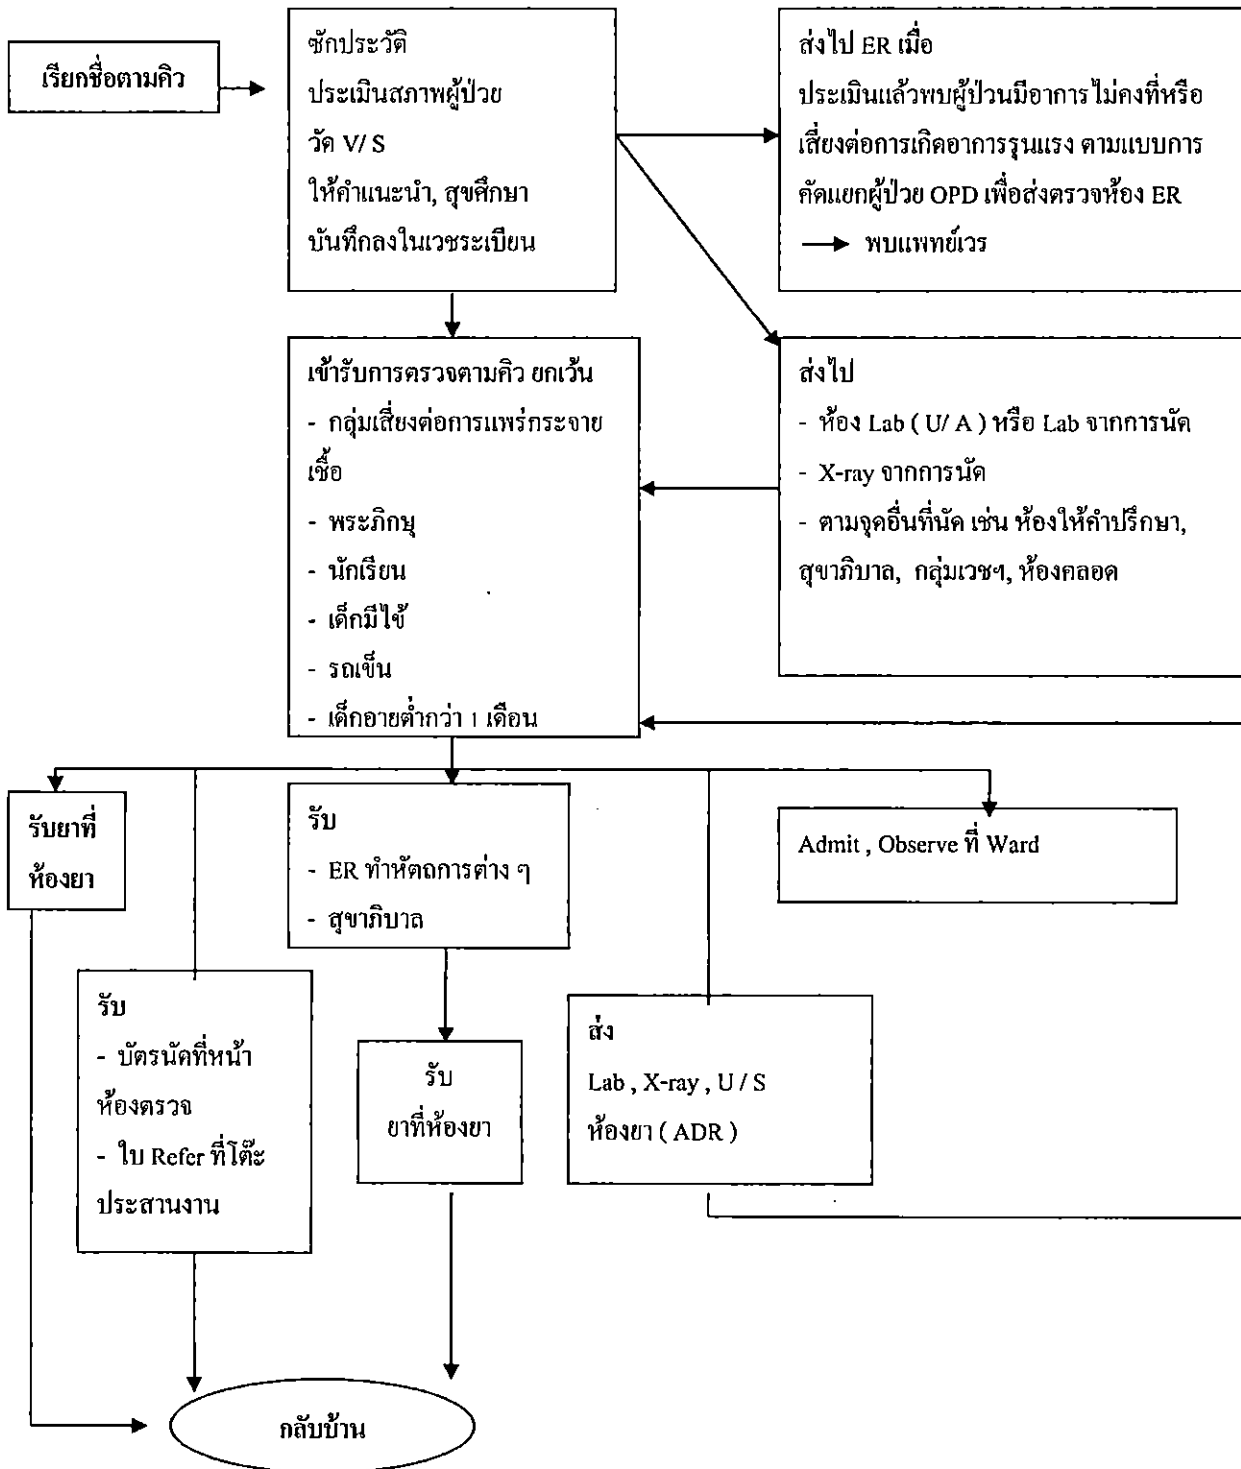 เรียกชื่อตามคิว
ซักประวัติ
ประเมินสภาพผู้ป่วย
วัด V/ S
ให้คำแนะนำ, สุขศึกษา
บันทึกลงในเวชระเบียน
ส่งไป ER เมื่อ
ประเมินแล้วพบผู้ป่วนมีอาการไม่คงที่หรือ
เสี่ยงต่อการเกิดอาการรุนแรง ตามแบบการ
คัดแยกผู้ป่วย OPD เพื่อส่งตรวจห้อง ER
→ พบแพทย์เวร
เข้ารับการตรวจตามคิว ยกเว้น
- กลุ่มเสี่ยงต่อการแพร่กระจาย
เชื้อ
- พระภิกษุ
- นักเรียน
- เด็กมีไข้
- รถเข็น
- เด็กอายุต่ำกว่า 1 เดือน
ส่งไป
- ห้อง Lab ( U/ A ) หรือ Lab จากการนัด
- X-ray จากการนัด
- ตามจุดอื่นที่นัด เช่น ห้องให้คำปรึกษา,
สุขาภิบาล, กลุ่มเวชฯ, ห้องคลอด
รับยาที่
ห้องยา
รับ
- ER ทำหัตถการต่าง ๆ
- สุขาภิบาล
Admit , Observe ที่ Ward
รับ
- บัตรนัดที่หน้า
ห้องตรวจ
- ใบ Refer ที่โต๊ะ
ประสานงาน
รับ
ยาที่ห้องยา
ส่ง
Lab , X-ray , U / S
ห้องยา ( ADR )
กลับบ้าน